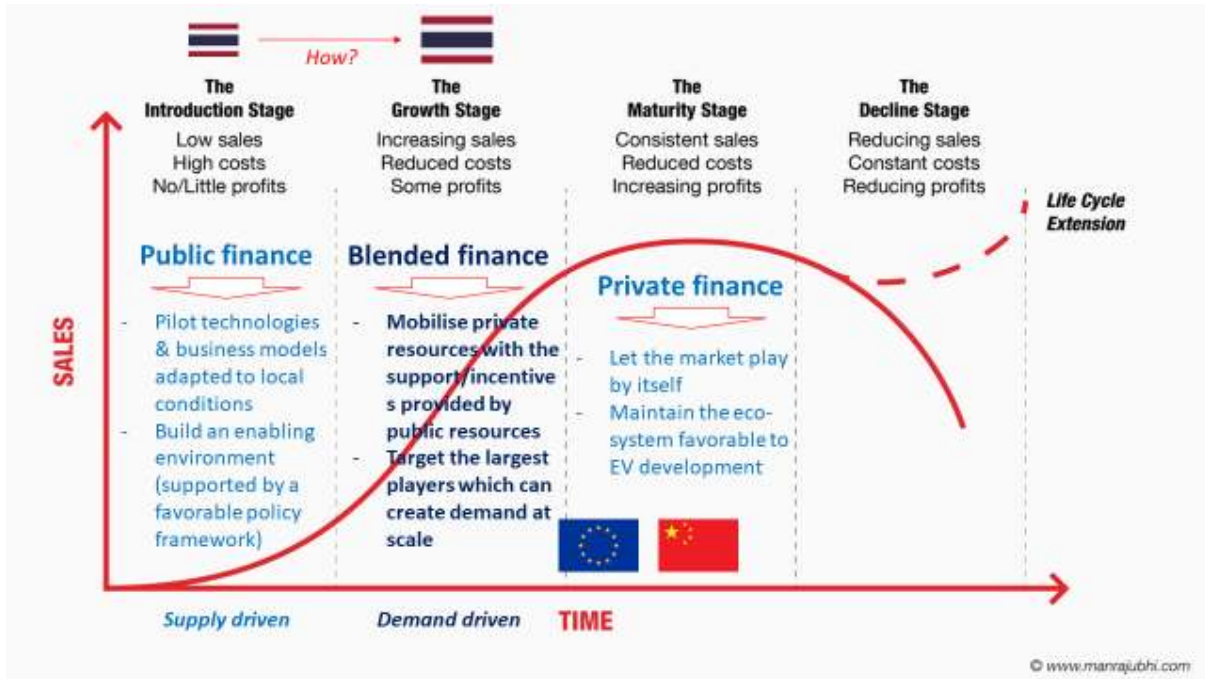 How?
The
Introduction Stage
Low sales
High costs
No/Little profits
The
Growth Stage
Increasing sales
Reduced costs
Some profits
The
Maturity Stage
Consistent sales
Reduced costs
Increasing profits
The
Decline Stage
Reducing sales
Constant costs
Reducing profits
Life Cycle
Extension
SALES
Public finance
- Pilot technologies
& business models
adapted to local
conditions
- Build an enabling
environment
(supported by a
favorable policy
framework)
Blended finance
- Mobilise private
resources with the
support/incentive
s provided by
public resources
- Target the largest
players which can
create demand at
scale
Private finance
- Let the market play
by itself
- Maintain the eco-
system favorable to
EV development
Supply driven
Demand driven
TIME
© www.manrajubhi.com